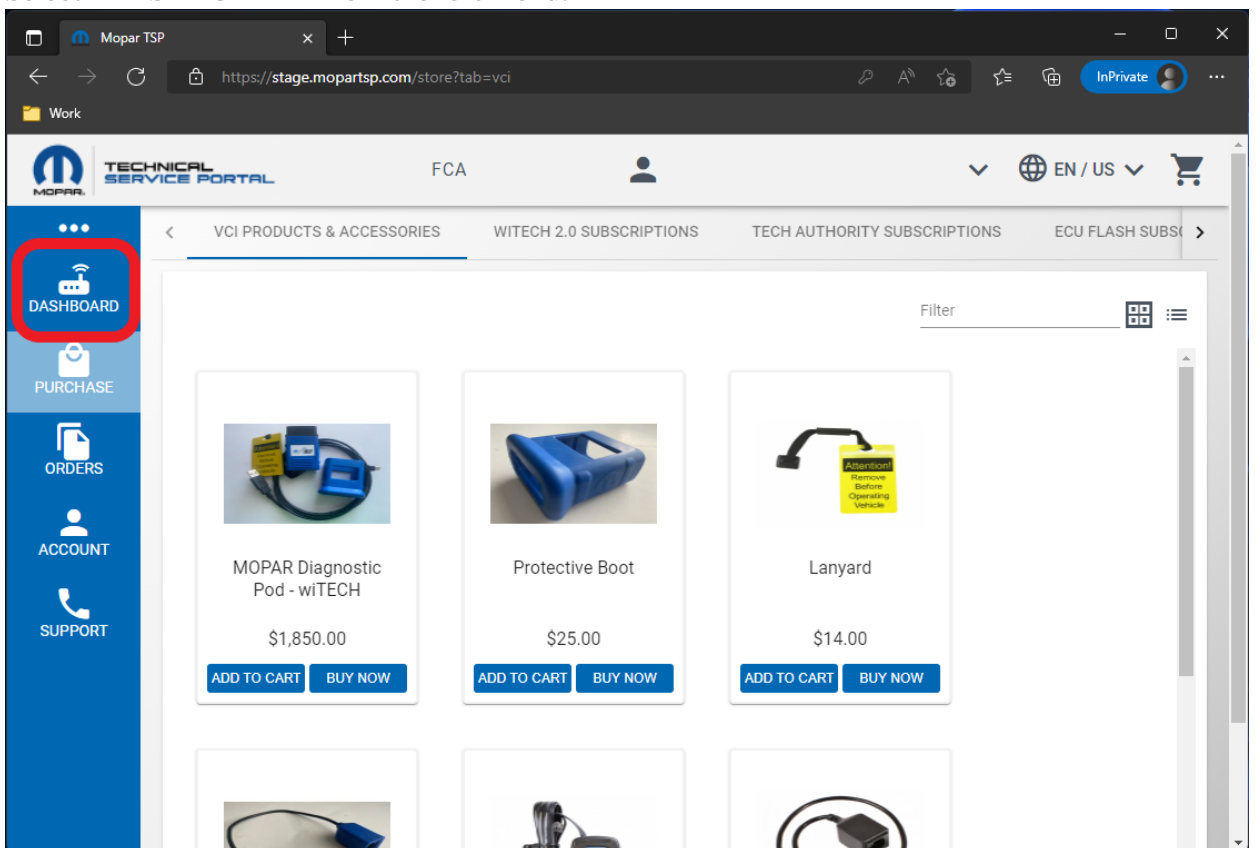 Mopar TSP
https://stage.mopartsp.com/store?tab=vci
InPrivate
Work
MOPAR.
TECHNICAL
SERVICE PORTAL
FCA
EN / US
VCI PRODUCTS & ACCESSORIES
WITECH 2.0 SUBSCRIPTIONS
TECH AUTHORITY SUBSCRIPTIONS
ECU FLASH SUBS
DASHBOARD
PURCHASE
ORDERS
ACCOUNT
SUPPORT
Filter
Attention!
Remove
Before
Operating
Vehicle
MOPAR Diagnostic
Pod - wiTECH
$1,850.00
ADD TO CART BUY NOW
Protective Boot
$25.00
ADD TO CART BUY NOW
Lanyard
$14.00
ADD TO CART BUY NOW